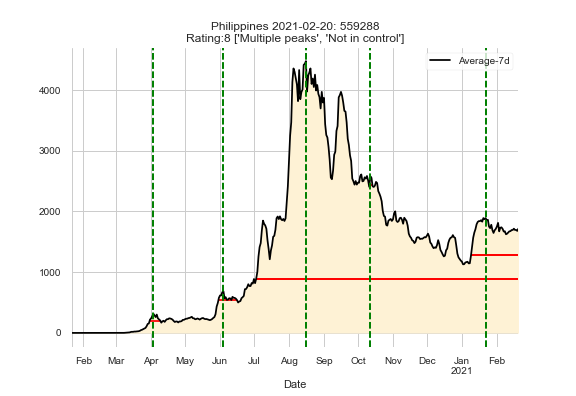 Philippines 2021-02-20: 559288
Rating:8 ['Multiple peaks', 'Not in control']
Average-7d
4000
3000
2000
1000
0
Feb Mar Apr May Jun Jul Aug Sep Oct Nov Dec Jan Feb
2021
Date